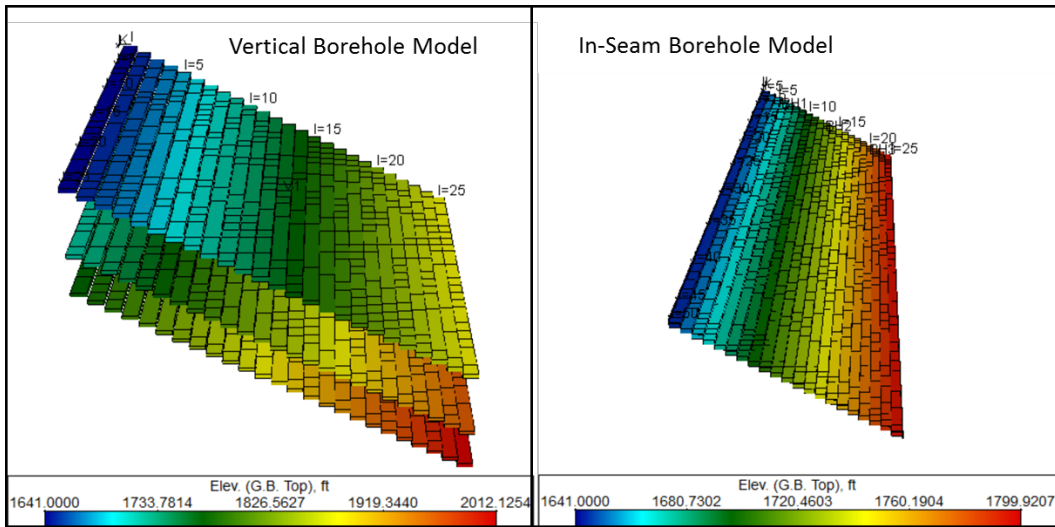 Vertical Borehole Model
K I
I=5
I=10
I=15
I=20
I=25
Elev. (G.B. Top), ft
1641.0000 1733.7814 1826.5627 1919.3440 2012.1254
In-Seam Borehole Model
I=5
I=10
I=15
I=20
I=25
Elev. (G.B. Top), ft
1641.0000 1680.7302 1720.4603 1760.1904 1799.9207